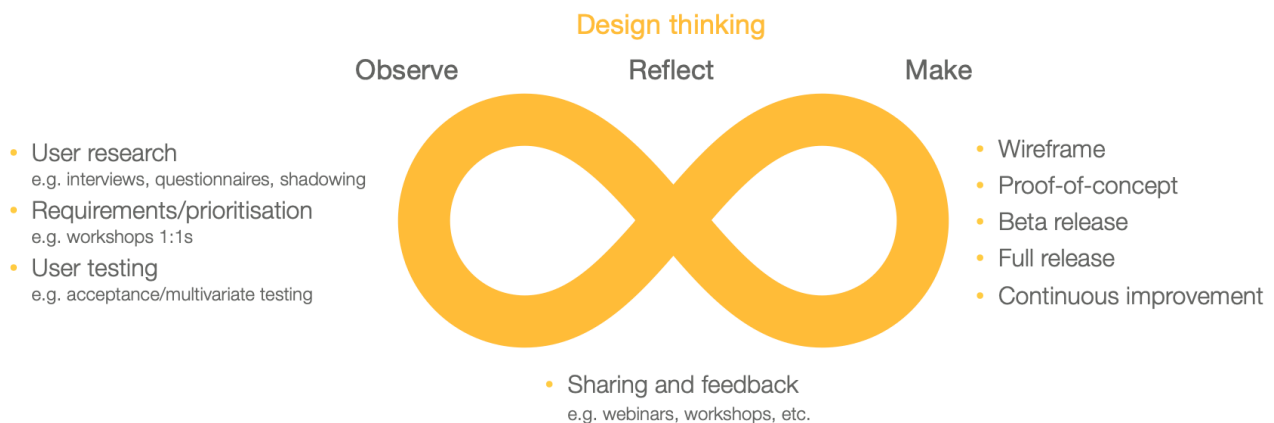 Design thinking
Observe
Reflect
Make
• User research
e.g. interviews, questionnaires, shadowing
• Requirements/prioritisation
e.g. workshops 1:1s
• User testing
e.g. acceptance/multivariate testing
• Wireframe
• Proof-of-concept
• Beta release
• Full release
• Continuous improvement
• Sharing and feedback
e.g. webinars, workshops, etc.